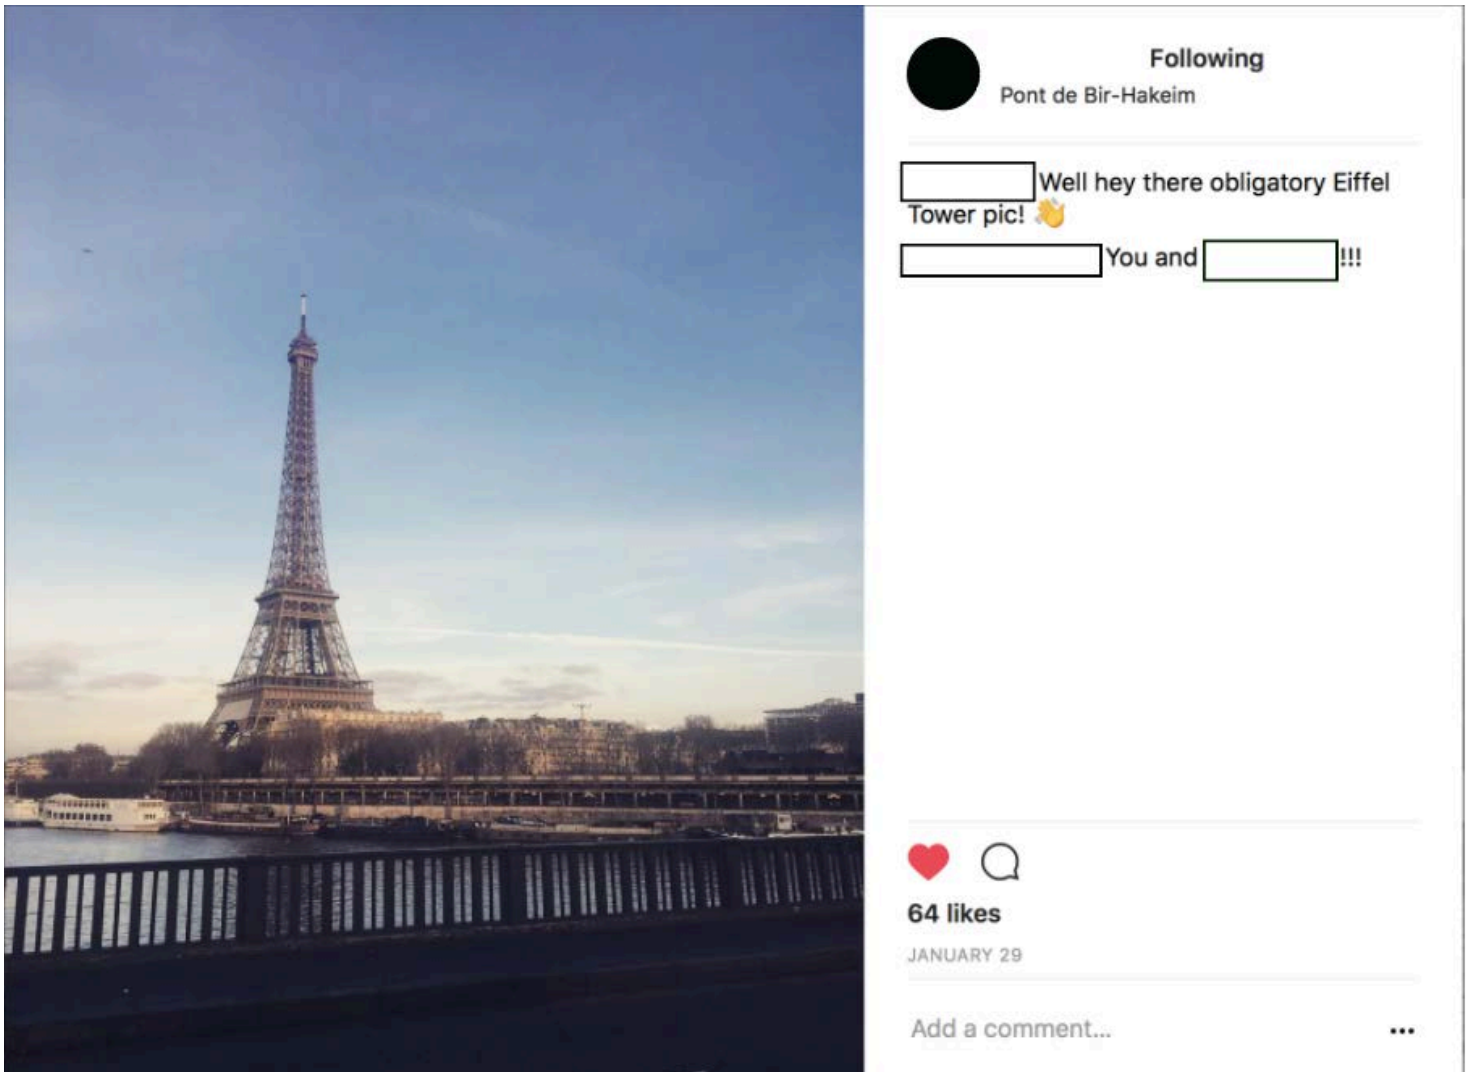 Following
Pont de Bir-Hakeim
Well hey there obligatory Eiffel
Tower pic! 👋
You and !!!
64 likes
JANUARY 29
Add a comment...